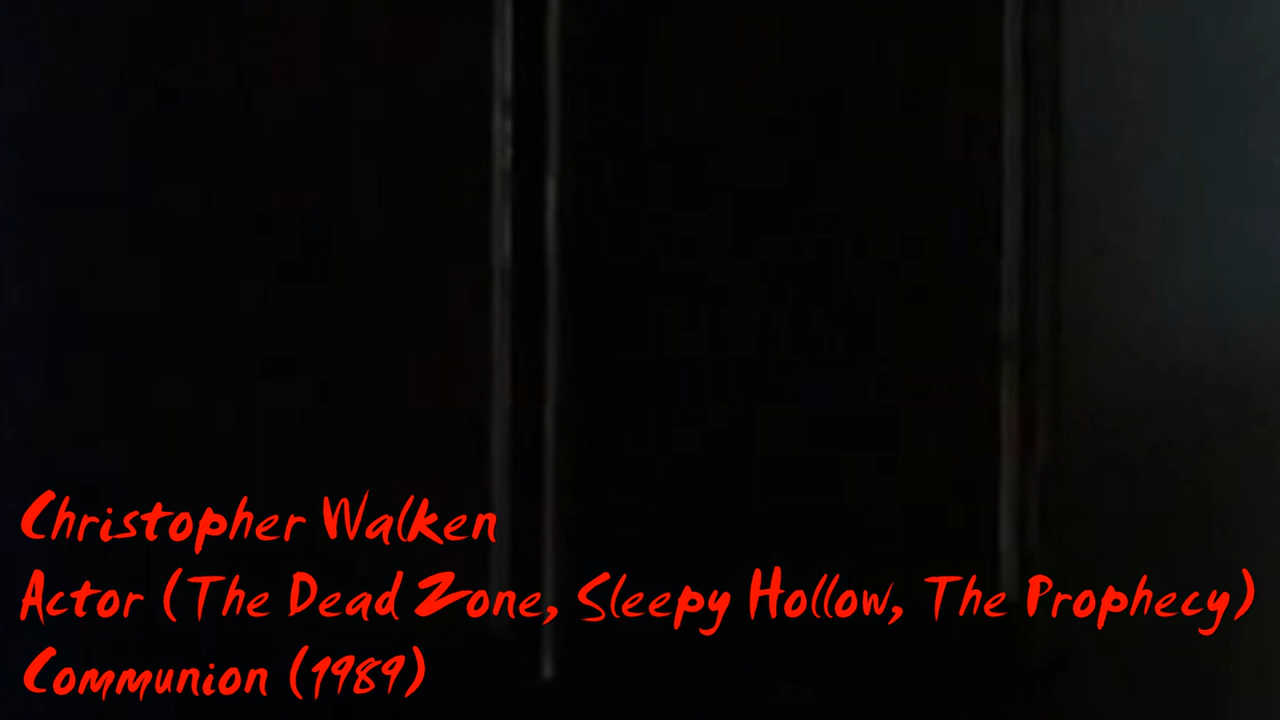 Christopher Walken
Actor (The Dead Zone, Sleepy Hollow, The Prophecy)
Communion (1989)